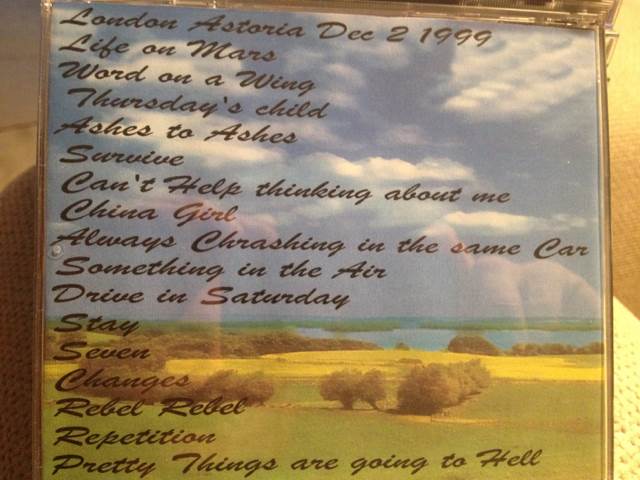 London Astoria Dec 2 1999
Life on Mars
Word on a Wing
Thursday's child
Ashes to Ashes
Survive
Can't Help thinking about me
China Girl
Always Chrashing in the same Car
Something in the Air
Drive in Saturday
Stay
Seven
Changes
Rebel Rebel
Repetition
Pretty Things are going to Hell